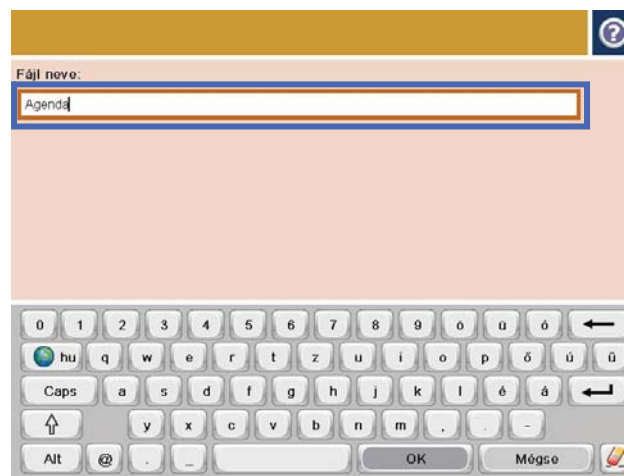 ?
Fájl neve:
Agenda
0 1 2 3 4 5 6 7 8 9 ö ü ó
hu q w e r t z u i o p ő ú ű
Caps a s d f g h j k l é á
y x c v b n m , . -
Alt @ . _ OK Mégse